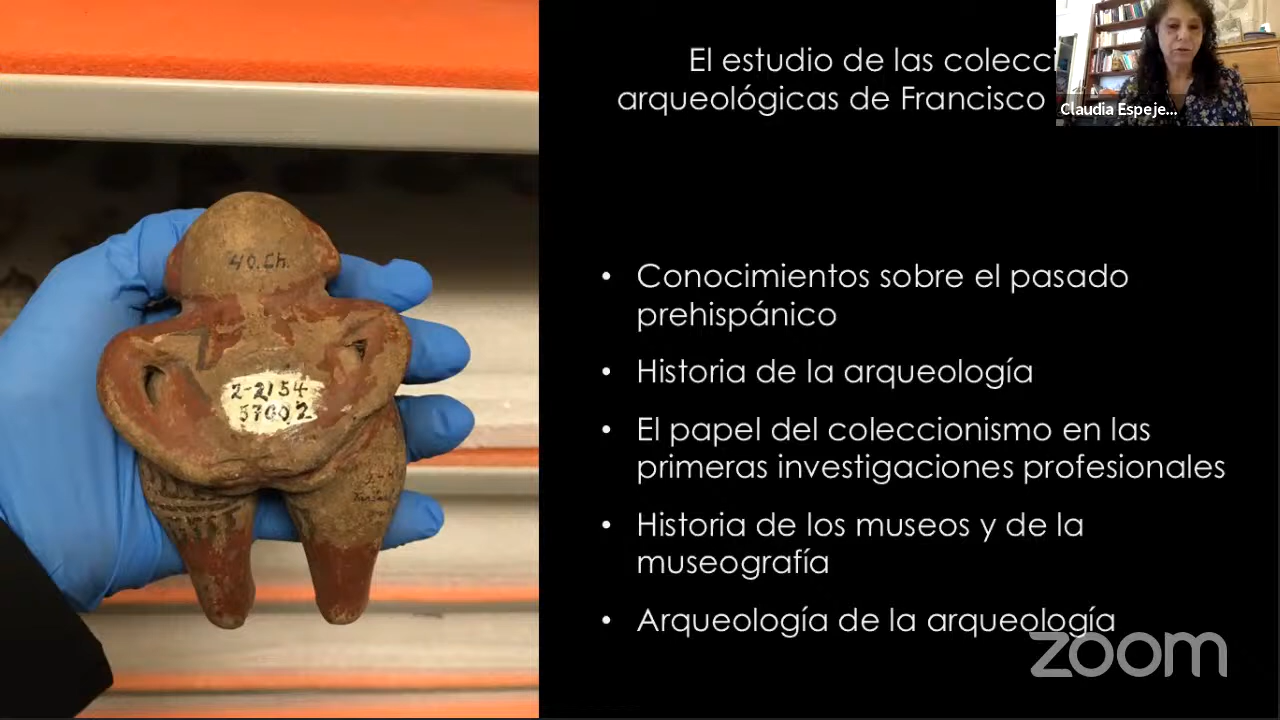 El estudio de las colecci
arqueológicas de Francisco
Claudia Espeje...
40.Ch.
2-2154
57002
• Conocimientos sobre el pasado
prehispánico
• Historia de la arqueología
• El papel del coleccionismo en las
primeras investigaciones profesionales
• Historia de los museos y de la
museografía
• Arqueología de la arqueología
zoom